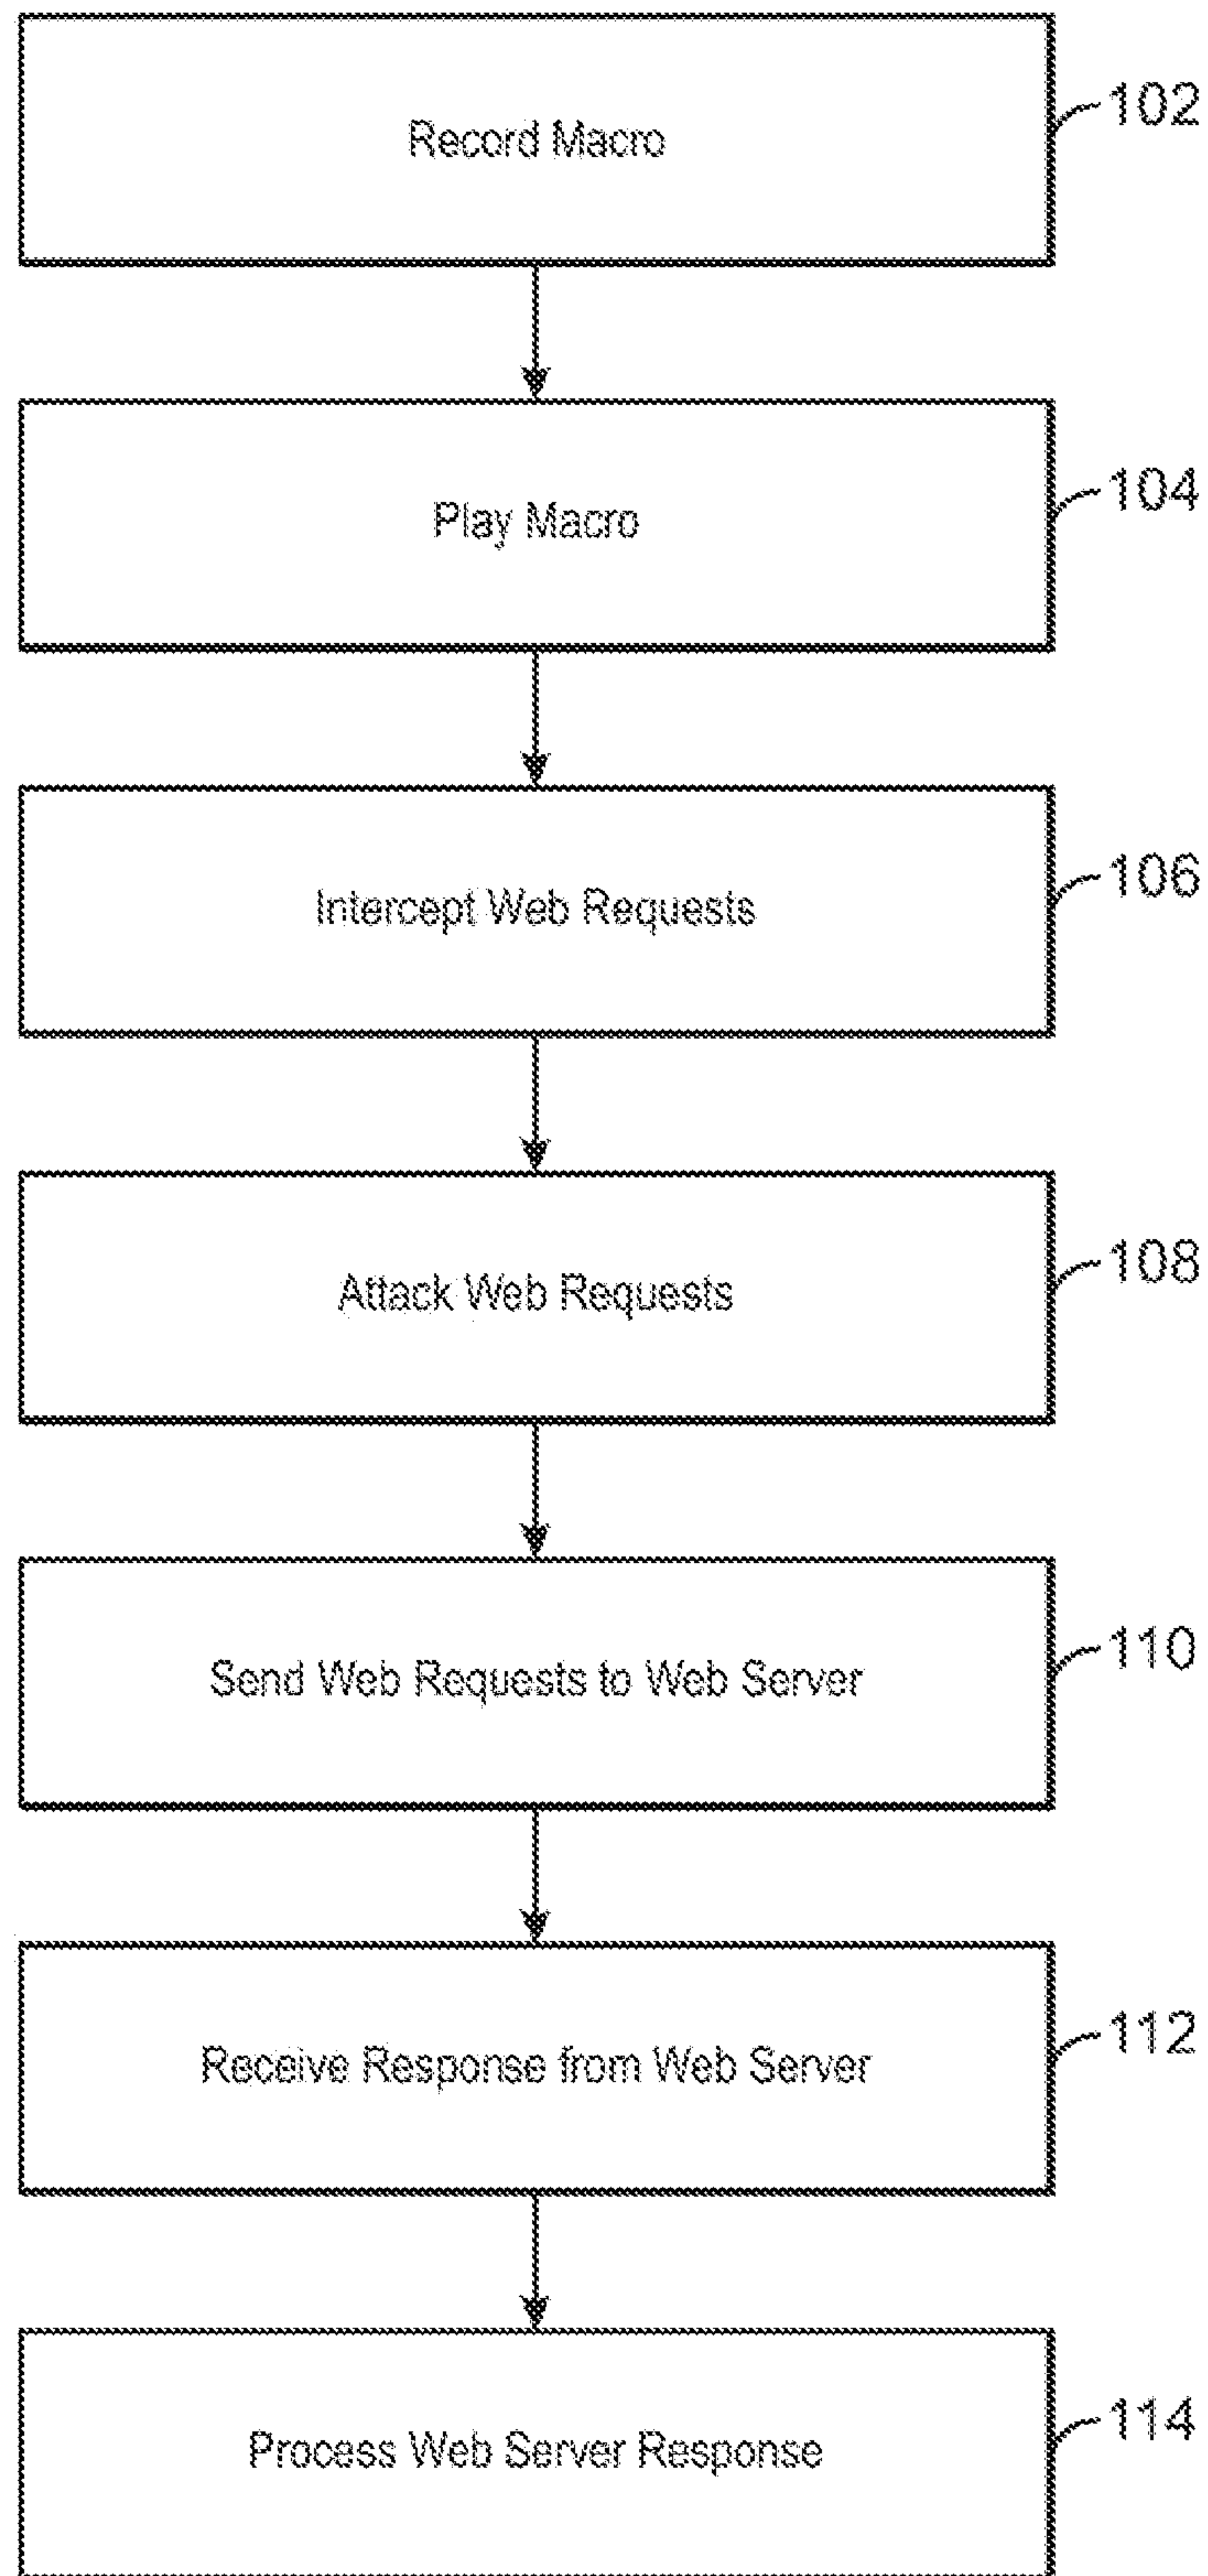 Record Macro
102
Play Macro
104
Intercept Web Requests
106
Attack Web Requests
108
Send Web Requests to Web Server
110
Receive Response from Web Server
112
Process Web Server Response
114